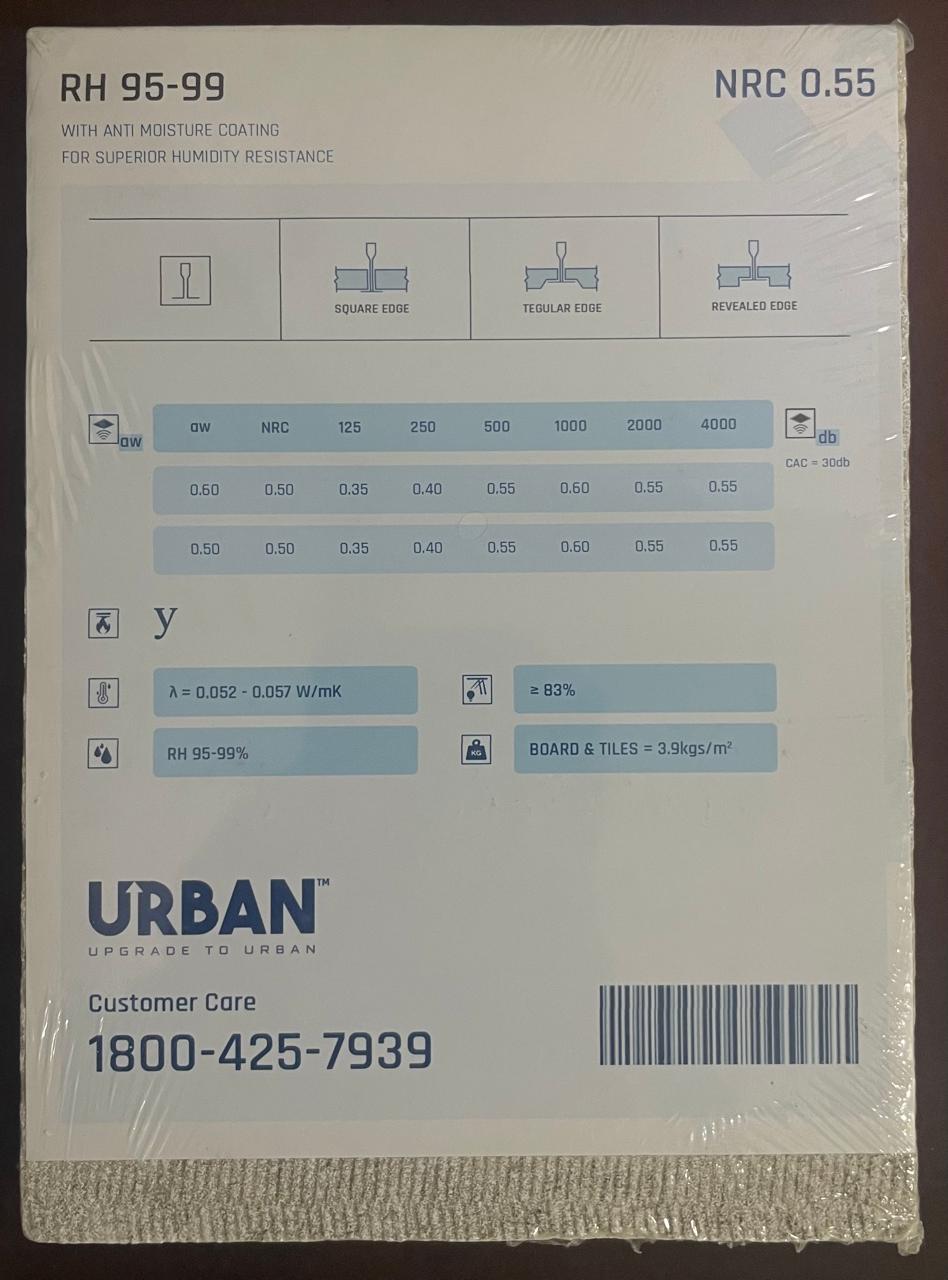 RH 95-99
NRC 0.55
WITH ANTI MOISTURE COATING
FOR SUPERIOR HUMIDITY RESISTANCE
SQUARE EDGE
TEGULAR EDGE
REVEALED EDGE
αw
αw NRC 125 250 500 1000 2000 4000
db
CAC = 30db
0.60 0.50 0.35 0.40 0.55 0.60 0.55 0.55
0.50 0.50 0.35 0.40 0.55 0.60 0.55 0.55
y
λ = 0.052 - 0.057 W/mK
≥ 83%
RH 95-99%
KG
BOARD & TILES = 3.9kgs/m²
URBAN™
UPGRADE TO URBAN
Customer Care
1800-425-7939